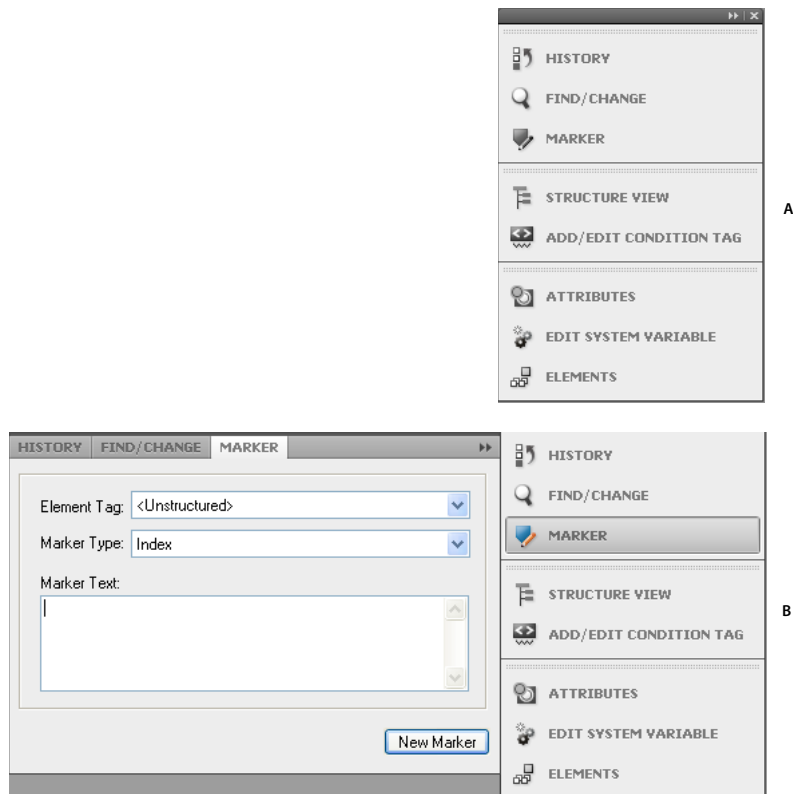 HISTORY
FIND/CHANGE
MARKER
STRUCTURE VIEW
A
ADD/EDIT CONDITION TAG
ATTRIBUTES
EDIT SYSTEM VARIABLE
ELEMENTS
HISTORY FIND/CHANGE MARKER
Element Tag: <Unstructured>
Marker Type: Index
Marker Text:
New Marker
HISTORY
FIND/CHANGE
MARKER
STRUCTURE VIEW
B
ADD/EDIT CONDITION TAG
ATTRIBUTES
EDIT SYSTEM VARIABLE
ELEMENTS